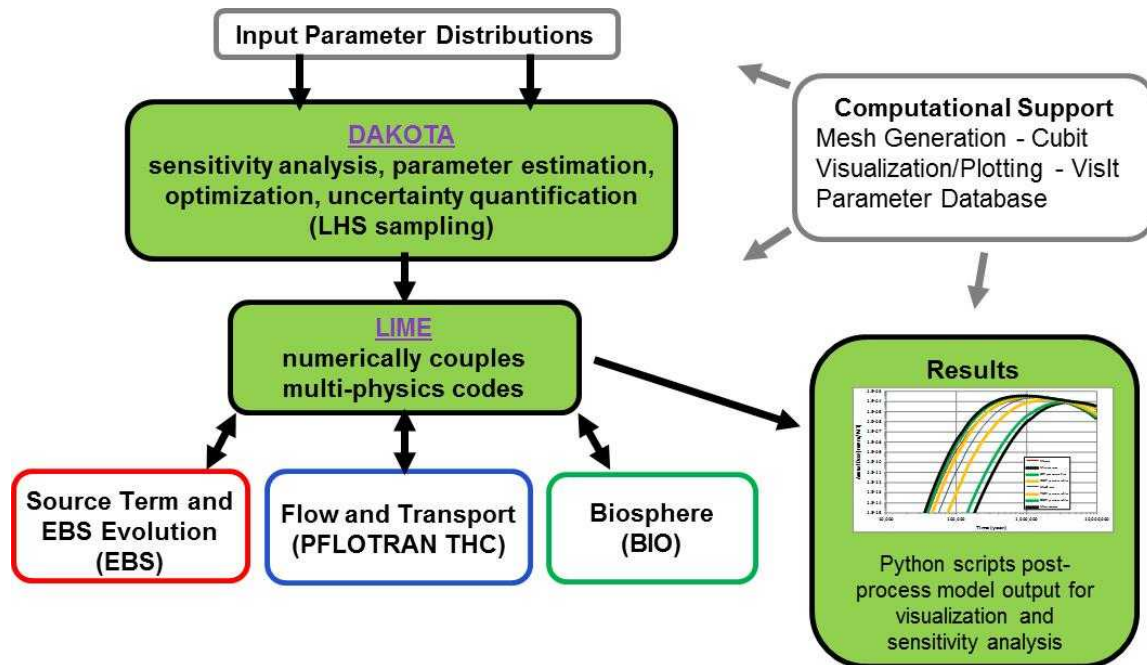 Input Parameter Distributions
DAKOTA
sensitivity analysis, parameter estimation,
optimization, uncertainty quantification
(LHS sampling)
LIME
numerically couples
multi-physics codes
Source Term and
EBS Evolution
(EBS)
Flow and Transport
(PFLOTRAN THC)
Biosphere
(BIO)
Computational Support
Mesh Generation - Cubit
Visualization/Plotting - VisIt
Parameter Database
Results
Time (years)
Python scripts post-
process model output for
visualization and
sensitivity analysis